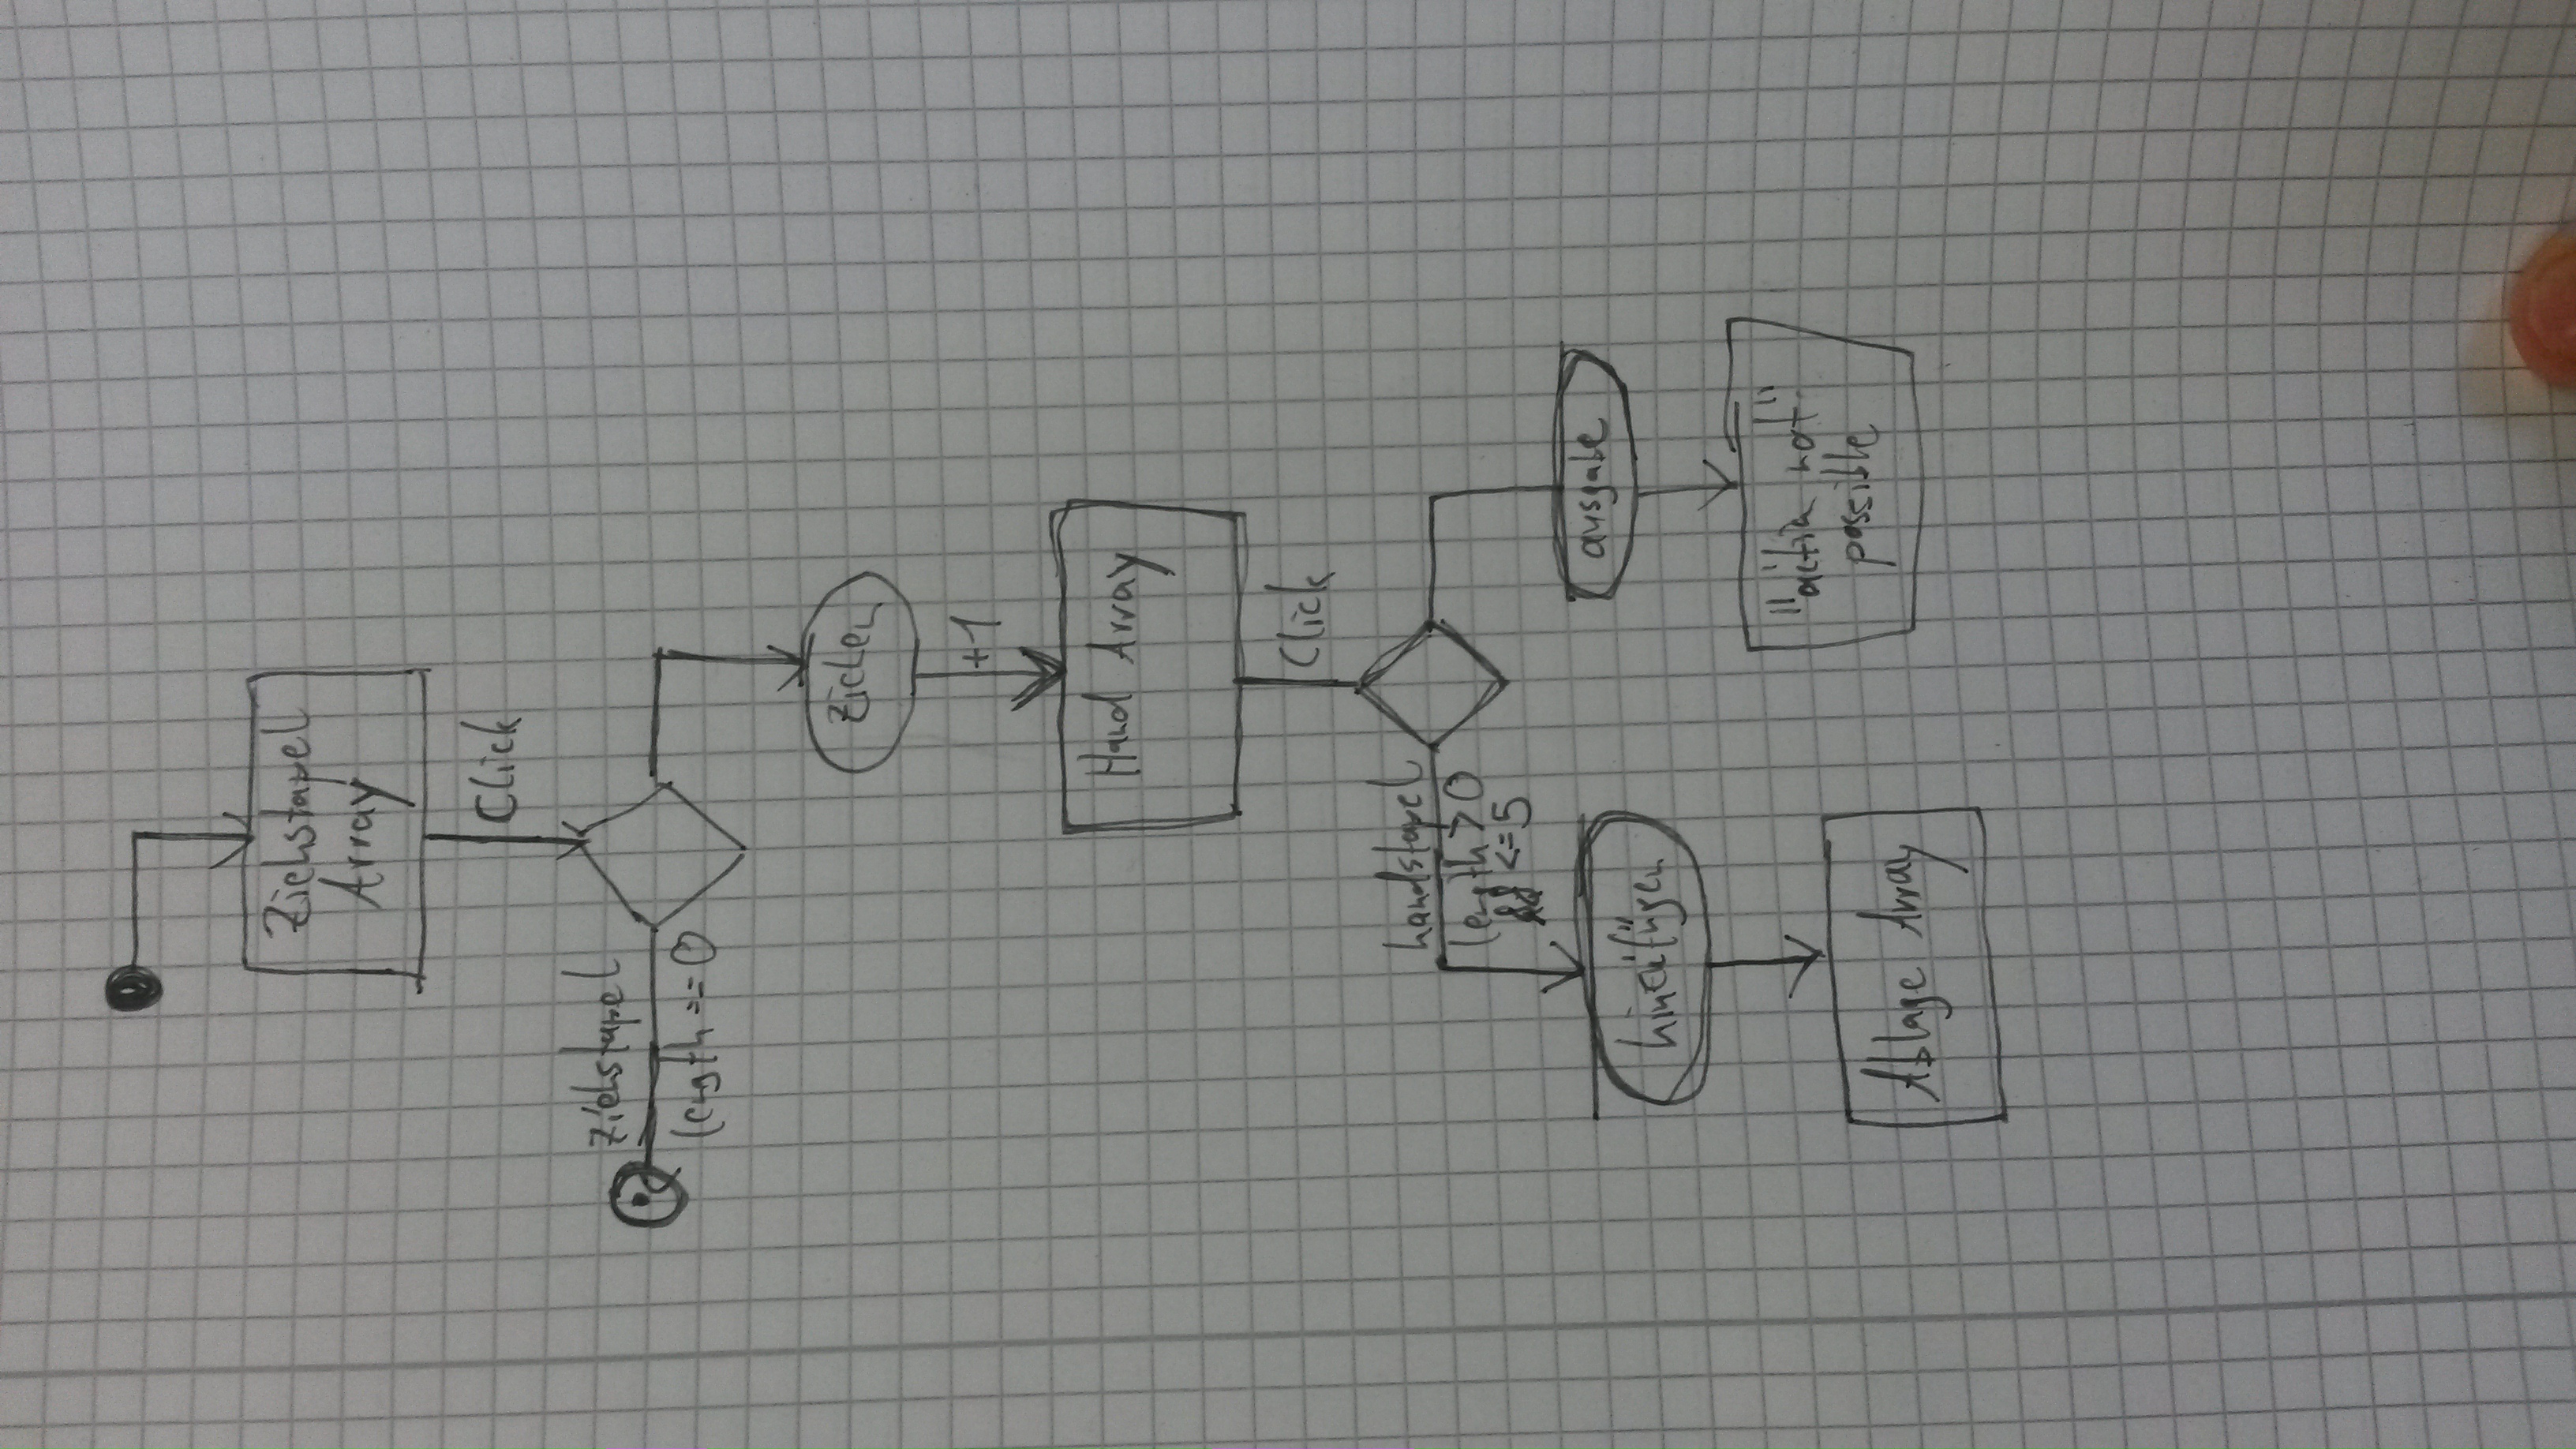 Ziehstapel
Array
Click
Ziehstapel
length == 0
Ziehen
+1
Hand Array
Click
handstapel
length > 0
&& <= 5
hinzufügen
ausgabe
"action not"
possible
Ablage Array